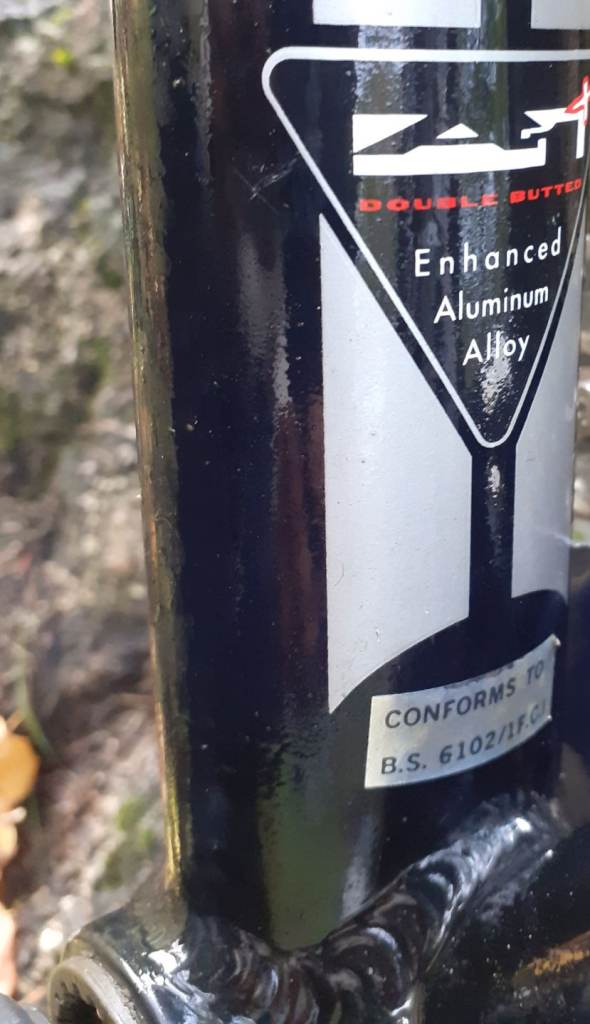 DOUBLE BUTTED
Enhanced
Aluminum
Alloy
CONFORMS TO
B.S. 6102/1F.C.I